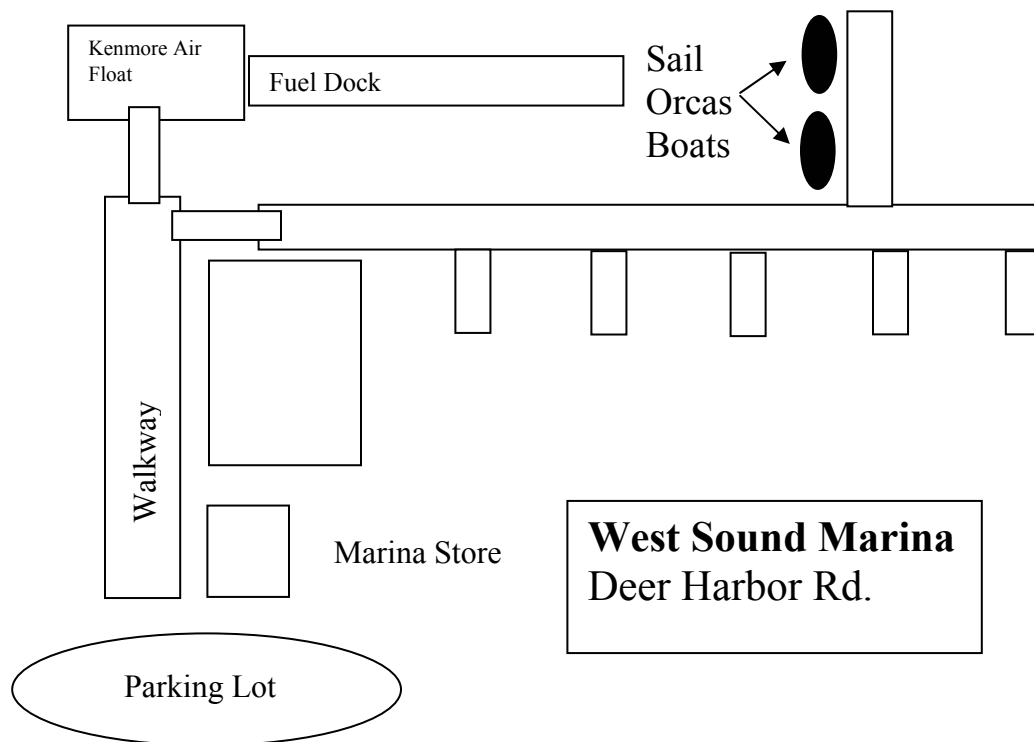 Kenmore Air
Float
Fuel Dock
Sail
Orcas
Boats
Walkway
Marina Store
West Sound Marina
Deer Harbor Rd.
Parking Lot